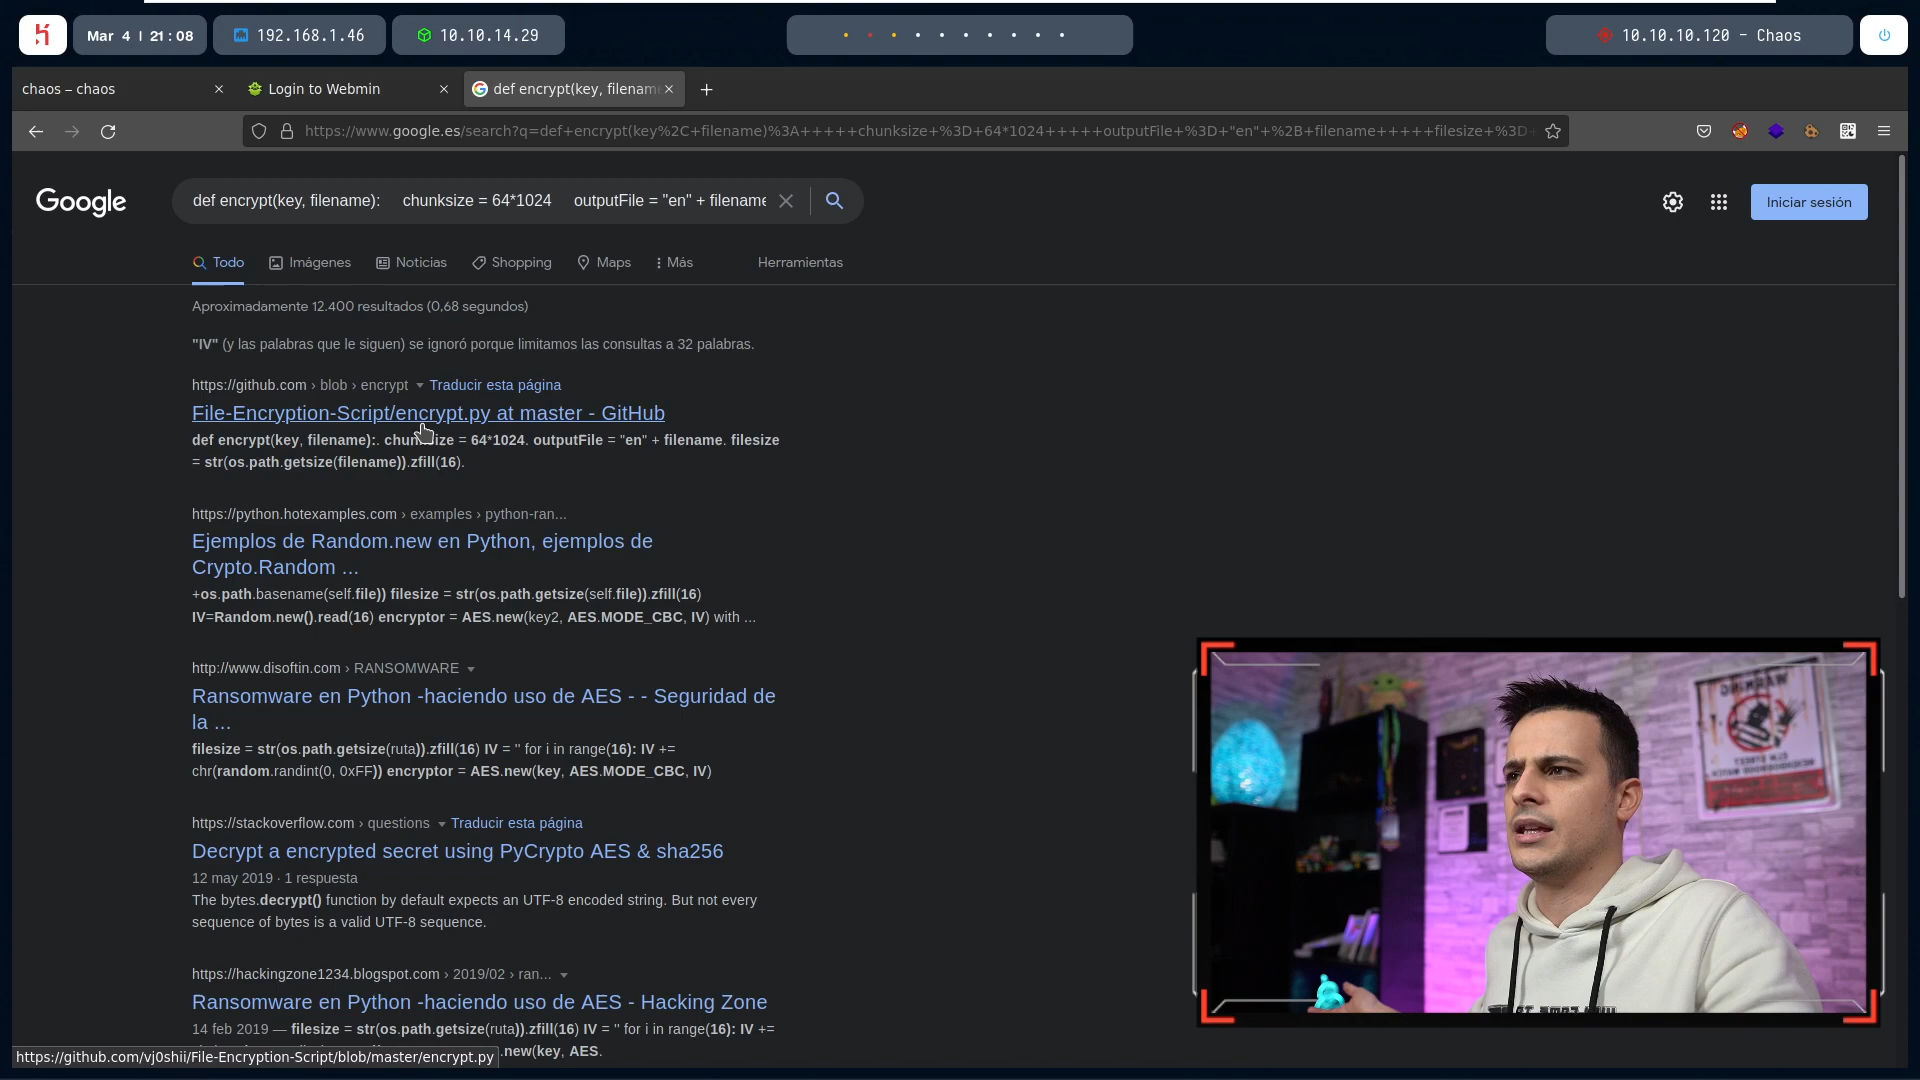 Mar 4 | 21:08
192.168.1.46
10.10.14.29
10.10.10.120 - Chaos
chaos – chaos
Login to Webmin
def encrypt(key, filenam
https://www.google.es/search?q=def+encrypt(key%2C+filename)%3A+++++chunksize+%3D+64*1024+++++outputFile+%3D+"en"+%2B+filename+++++filesize+%3D
Google
def encrypt(key, filename): chunksize = 64*1024 outputFile = "en" + filename
Iniciar sesión
Todo
Imágenes
Noticias
Shopping
Maps
Más
Herramientas
Aproximadamente 12.400 resultados (0,68 segundos)
"IV" (y las palabras que le siguen) se ignoró porque limitamos las consultas a 32 palabras.
https://github.com › blob › encrypt Traducir esta página
File-Encryption-Script/encrypt.py at master - GitHub
def encrypt(key, filename):. chunksize = 64*1024. outputFile = "en" + filename. filesize
= str(os.path.getsize(filename)).zfill(16).
https://python.hotexamples.com › examples › python-ran...
Ejemplos de Random.new en Python, ejemplos de
Crypto.Random ...
+os.path.basename(self.file)) filesize = str(os.path.getsize(self.file)).zfill(16)
IV=Random.new().read(16) encryptor = AES.new(key2, AES.MODE_CBC, IV) with ...
http://www.disoftin.com › RANSOMWARE
Ransomware en Python -haciendo uso de AES - - Seguridad de
la ...
filesize = str(os.path.getsize(ruta)).zfill(16) IV = '' for i in range(16): IV +=
chr(random.randint(0, 0xFF)) encryptor = AES.new(key, AES.MODE_CBC, IV)
https://stackoverflow.com › questions Traducir esta página
Decrypt a encrypted secret using PyCrypto AES & sha256
12 may 2019 · 1 respuesta
The bytes.decrypt() function by default expects an UTF-8 encoded string. But not every
sequence of bytes is a valid UTF-8 sequence.
https://hackingzone1234.blogspot.com › 2019/02 › ran...
Ransomware en Python -haciendo uso de AES - Hacking Zone
14 feb 2019 — filesize = str(os.path.getsize(ruta)).zfill(16) IV = '' for i in range(16): IV +=
.new(key, AES.
https://github.com/vj0shii/File-Encryption-Script/blob/master/encrypt.py
WARNING